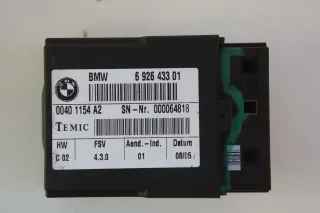 BMW 6 926 433 01
0040 1154 A2 SN-Nr. 000064818
TEMIC
HW FSV Aend.-Ind. Datum
C 02 4.3.0 01 08/05